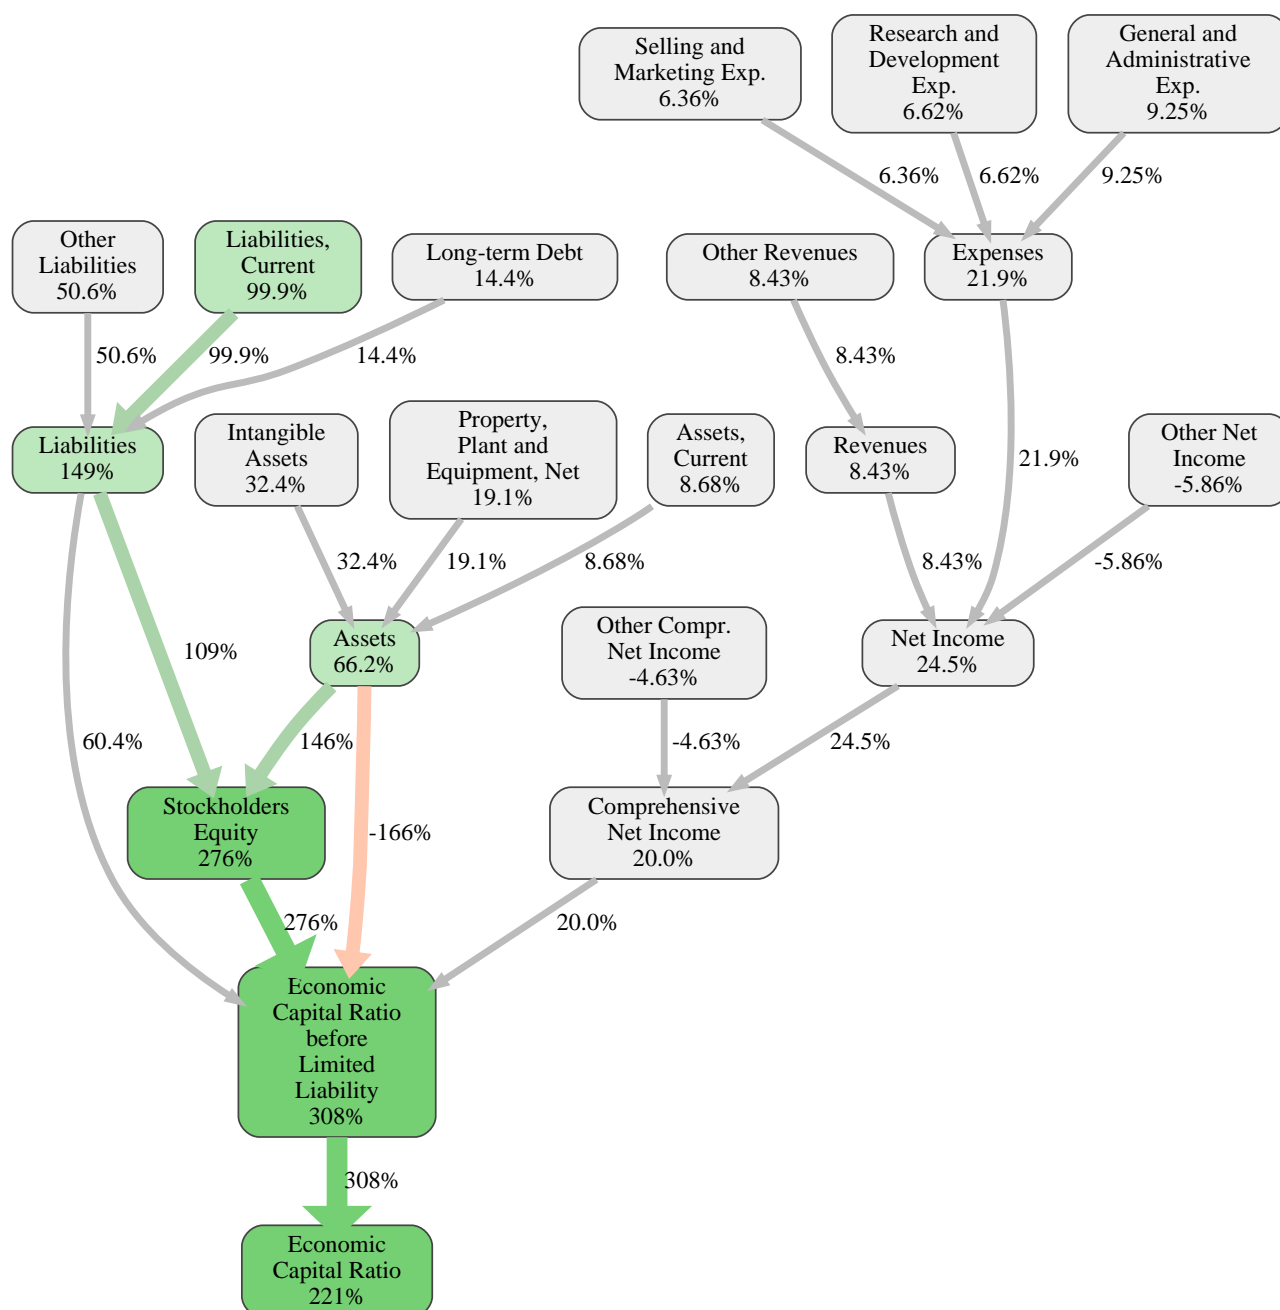 Selling and
Marketing Exp.
6.36%
Research and
Development
Exp.
6.62%
General and
Administrative
Exp.
9.25%
6.36%
6.62%
9.25%
Other
Liabilities
50.6%
Liabilities,
Current
99.9%
Long-term Debt
14.4%
Other Revenues
8.43%
Expenses
21.9%
50.6%
99.9%
14.4%
8.43%
Liabilities
149%
Intangible
Assets
32.4%
Property,
Plant and
Equipment, Net
19.1%
Assets,
Current
8.68%
Revenues
8.43%
21.9%
Other Net
Income
-5.86%
32.4%
19.1%
8.68%
8.43%
-5.86%
109%
Assets
66.2%
Other Compr.
Net Income
-4.63%
Net Income
24.5%
60.4%
146%
-166%
-4.63%
24.5%
Stockholders
Equity
276%
Comprehensive
Net Income
20.0%
276%
20.0%
Economic
Capital Ratio
before
Limited
Liability
308%
308%
Economic
Capital Ratio
221%